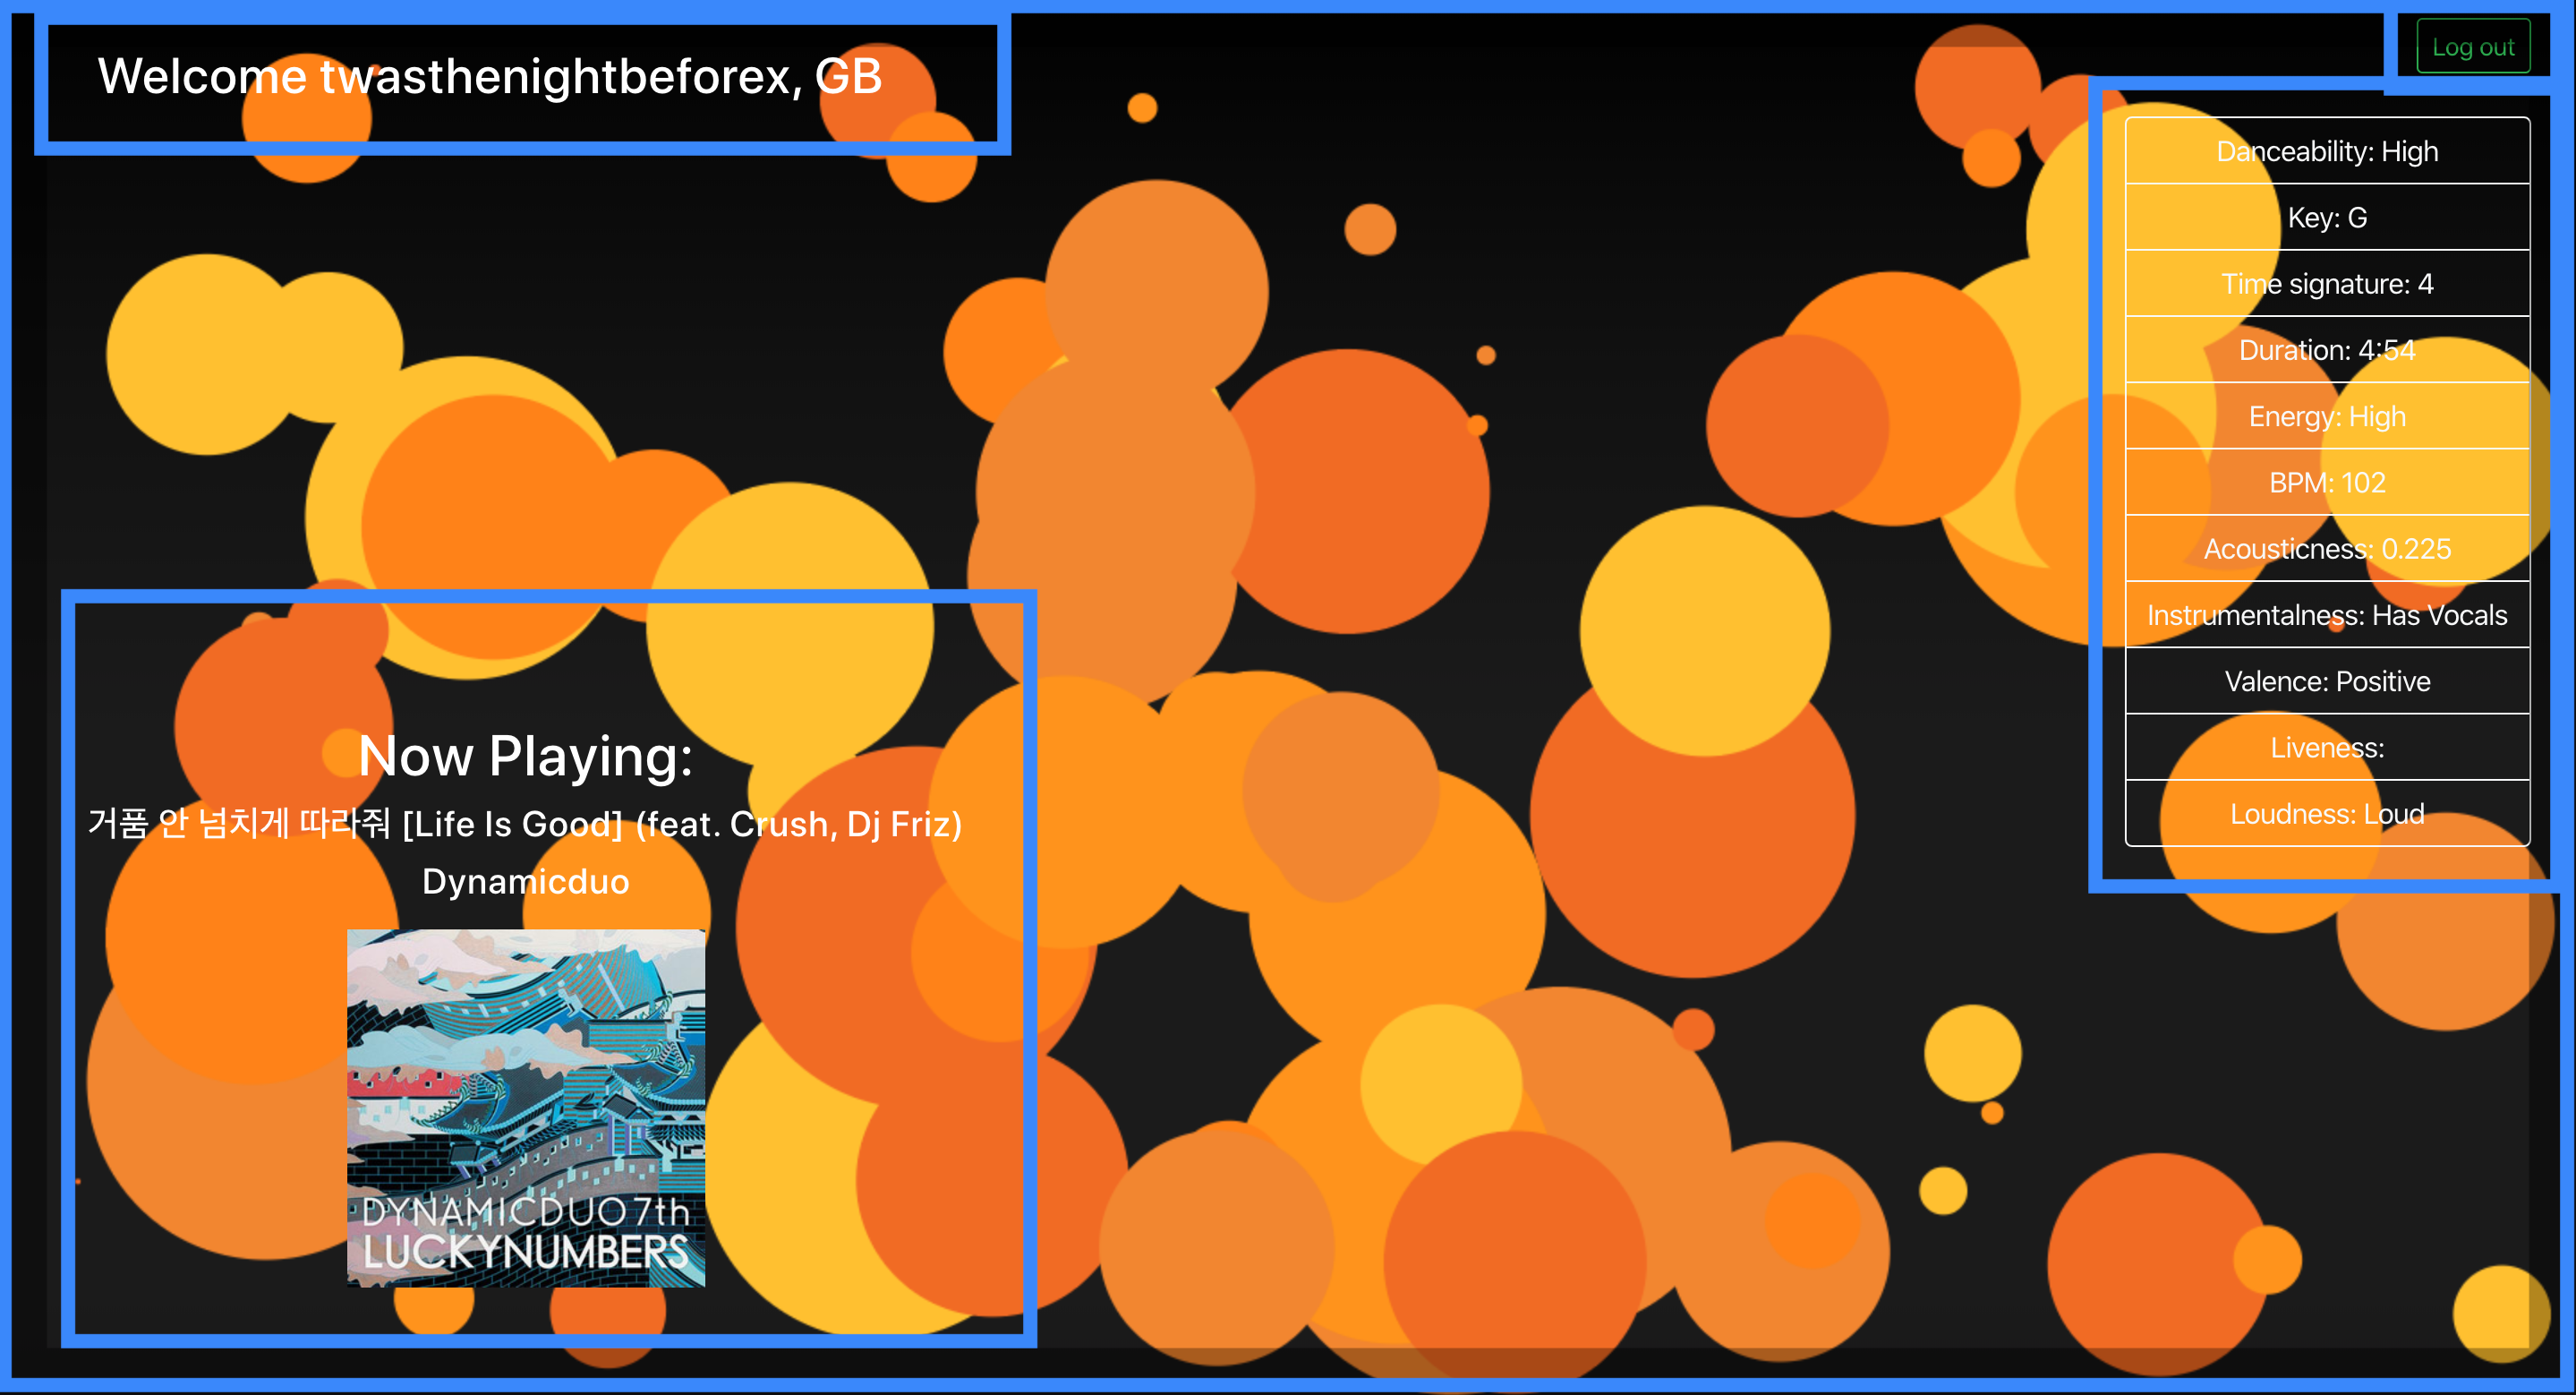 Welcome twasthenightbeforex, GB
Log out
Danceability: High
Key: G
Time signature: 4
Duration: 4:54
Energy: High
BPM: 102
Acousticness: 0.225
Instrumentalness: Has Vocals
Valence: Positive
Liveness:
Loudness: Loud
Now Playing:
거품 안 넘치게 따라줘 [Life Is Good] (feat. Crush, Dj Friz)
Dynamicduo
DYNAMICDUO 7th
LUCKYNUMBERS